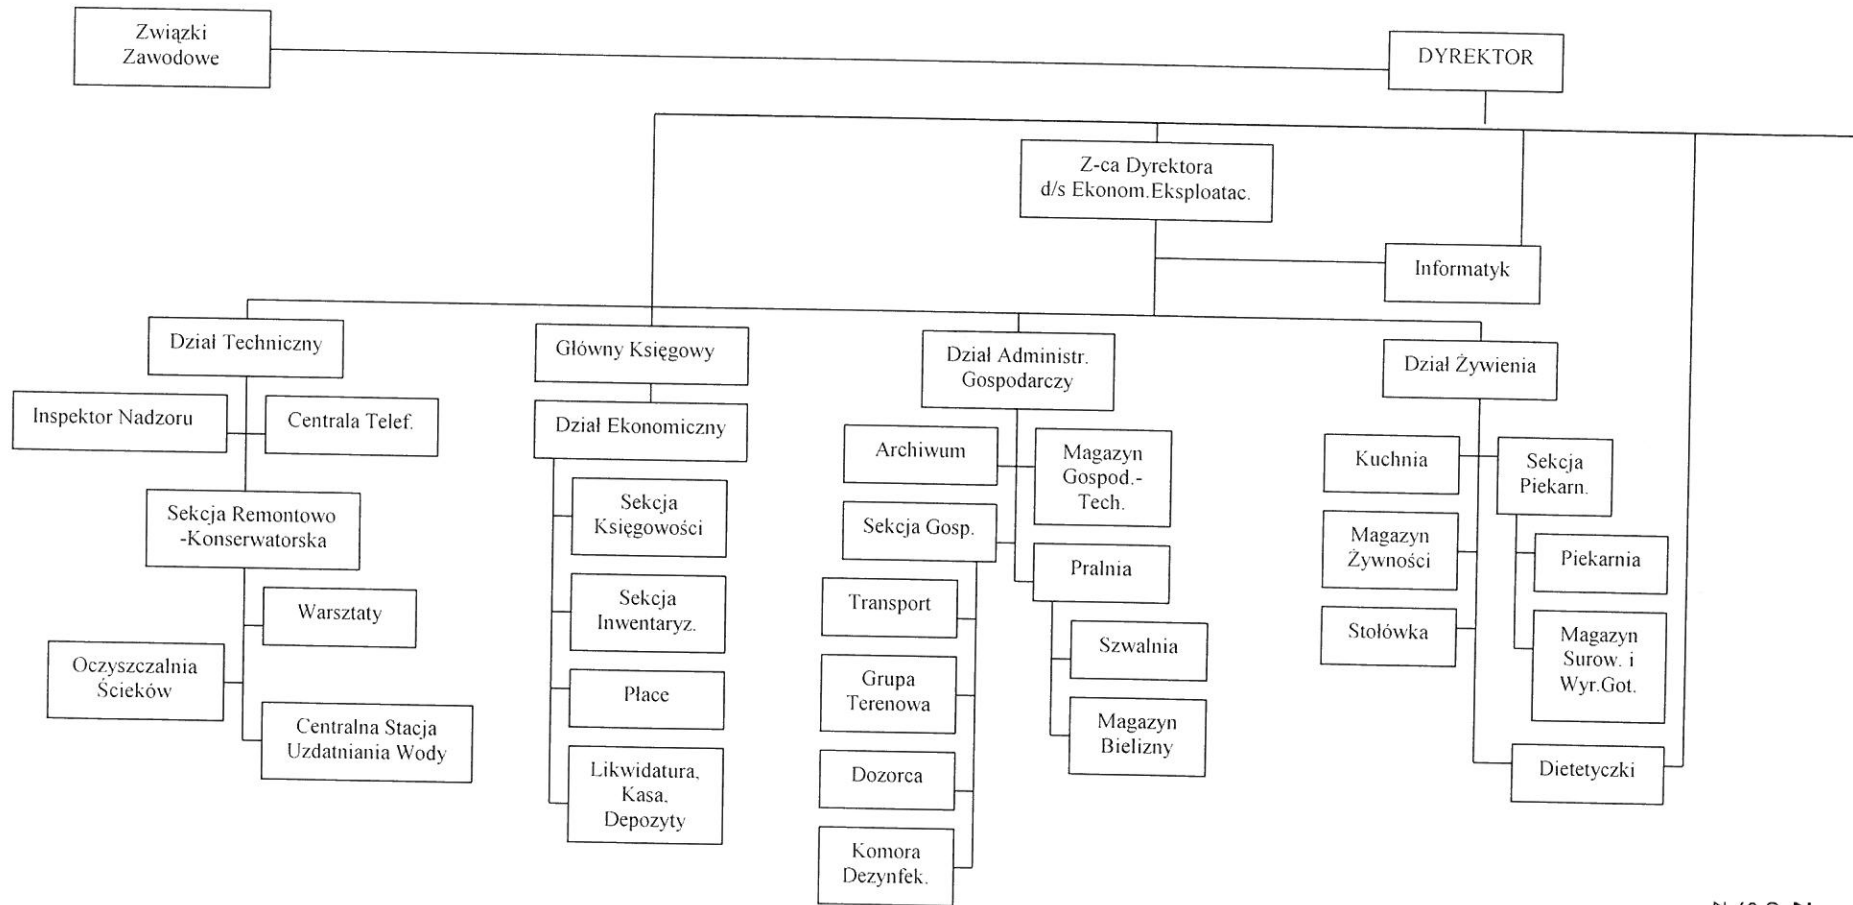 Związki
Zawodowe
DYREKTOR
Z-ca Dyrektora
d/s Ekonom.Eksploatac.
Informatyk
Dział Techniczny
Główny Księgowy
Dział Administr.
Gospodarczy
Dział Żywienia
Inspektor Nadzoru
Centrala Telef.
Dział Ekonomiczny
Archiwum
Magazyn
Gospod.-
Tech.
Kuchnia
Sekcja
Piekarn.
Sekcja Remontowo
-Konserwatorska
Sekcja
Księgowości
Sekcja Gosp.
Pralnia
Magazyn
Żywności
Piekarnia
Warsztaty
Sekcja
Inwentaryz.
Transport
Szwalnia
Stołówka
Magazyn
Surow. i
Wyr.Got.
Oczyszczalnia
Ścieków
Płace
Grupa
Terenowa
Magazyn
Bielizny
Centralna Stacja
Uzdatniania Wody
Likwidatura,
Kasa,
Depozyty
Dozorca
Dietetyczki
Komora
Dezynfek.